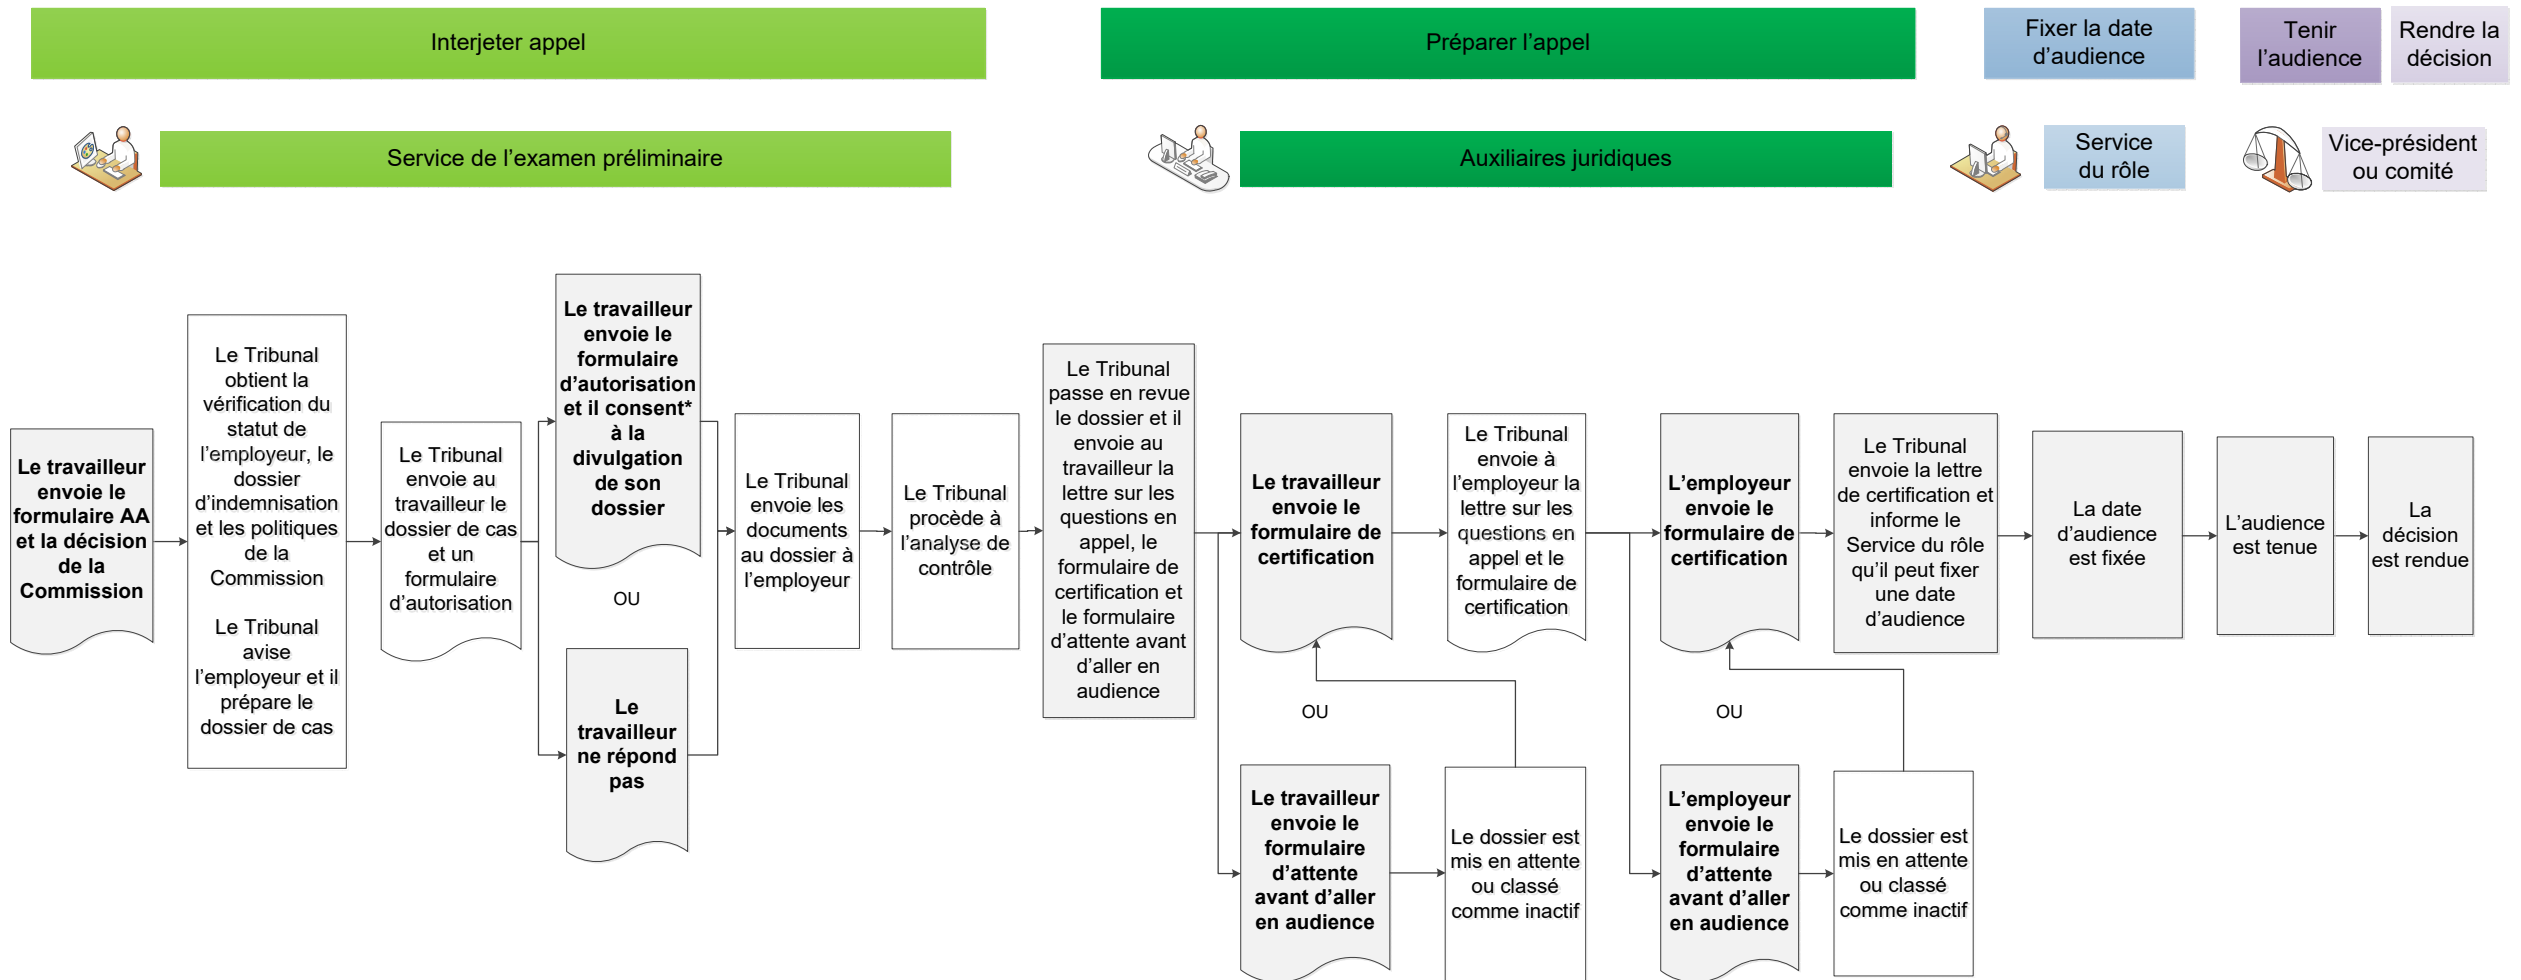 Interjeter appel
Préparer l'appel
Fixer la date
d'audience
Tenir
l'audience
Rendre la
décision
Service de l'examen préliminaire
Auxiliaires juridiques
Service
du rôle
Vice-président
ou comité
Le travailleur
envoie le
formulaire AA
et la décision
de la
Commission
Le Tribunal
obtient la
vérification du
statut de
l'employeur, le
dossier
d'indemnisation
et les politiques
de la
Commission
Le Tribunal
avise
l'employeur et il
prépare le
dossier de cas
Le Tribunal
envoie au
travailleur le
dossier de cas
et un
formulaire
d'autorisation
Le travailleur
envoie le
formulaire
d'autorisation
et il consent*
à la
divulgation
de son
dossier
OU
Le
travailleur
ne répond
pas
Le Tribunal
envoie les
documents
au dossier à
l'employeur
Le Tribunal
procède à
l'analyse de
contrôle
Le Tribunal
passe en revue
le dossier et il
envoie au
travailleur la
lettre sur les
questions en
appel, le
formulaire de
certification et
le formulaire
d'attente avant
d'aller en
audience
Le travailleur
envoie le
formulaire de
certification
OU
Le travailleur
envoie le
formulaire
d'attente
avant d'aller
en audience
Le Tribunal
envoie à
l'employeur la
lettre sur les
questions en
appel et le
formulaire de
certification
Le dossier est
mis en attente
ou classé
comme inactif
L'employeur
envoie le
formulaire de
certification
OU
L'employeur
envoie le
formulaire
d'attente
avant d'aller
en audience
Le Tribunal
envoie la lettre
de certification et
informe le
Service du rôle
qu'il peut fixer
une date
d'audience
Le dossier est
mis en attente
ou classé
comme inactif
La date
d'audience
est fixée
L'audience
est tenue
La
décision
est rendue